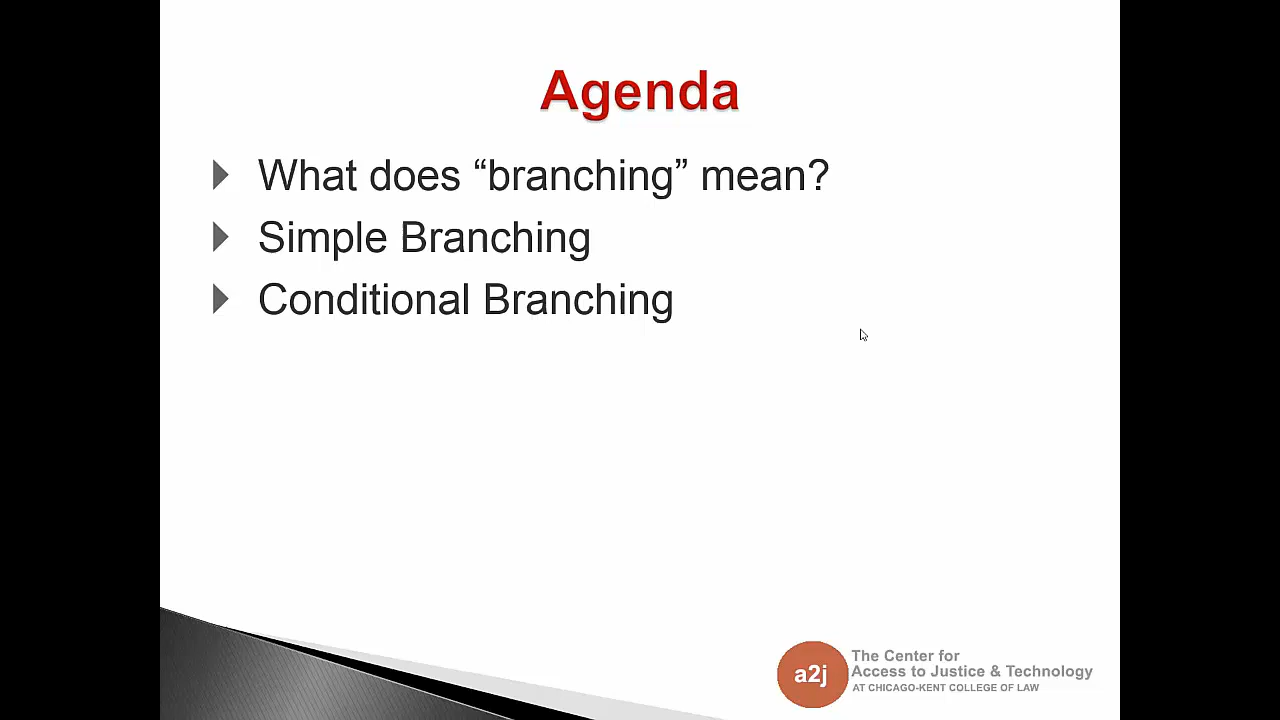 Agenda
What does “branching” mean?
Simple Branching
Conditional Branching
a2j
The Center for
Access to Justice & Technology
AT CHICAGO-KENT COLLEGE OF LAW